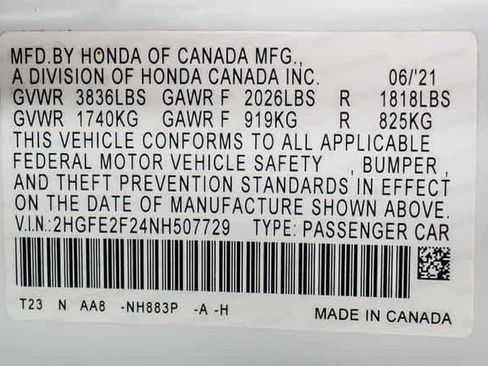 MFD.BY HONDA OF CANADA MFG.,
A DIVISION OF HONDA CANADA INC. 06/'21
GVWR 3836LBS GAWR F 2026LBS R 1818LBS
GVWR 1740KG GAWR F 919KG R 825KG
THIS VEHICLE CONFORMS TO ALL APPLICABLE
FEDERAL MOTOR VEHICLE SAFETY , BUMPER ,
AND THEFT PREVENTION STANDARDS IN EFFECT
ON THE DATE OF MANUFACTURE SHOWN ABOVE.
V.I.N.:2HGFE2F24NH507729 TYPE: PASSENGER CAR
T23 N AA8 -NH883P -A -H
MADE IN CANADA